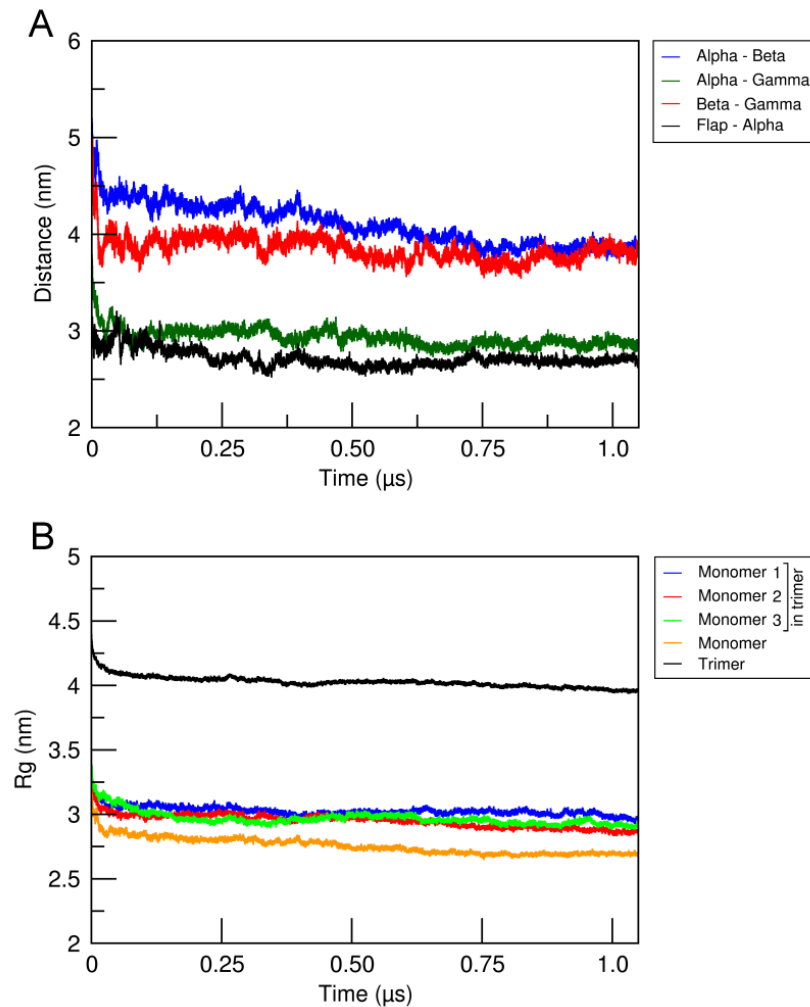 A
6
5
4
3
2
Distance (nm)
0
0.25
0.50
0.75
1.0
Time (µs)
Alpha - Beta
Alpha - Gamma
Beta - Gamma
Flap - Alpha
B
5
4.5
4
3.5
3
2.5
2
Rg (nm)
0
0.25
0.50
0.75
1.0
Time (µs)
Monomer 1
Monomer 2
Monomer 3
in trimer
Monomer
Trimer